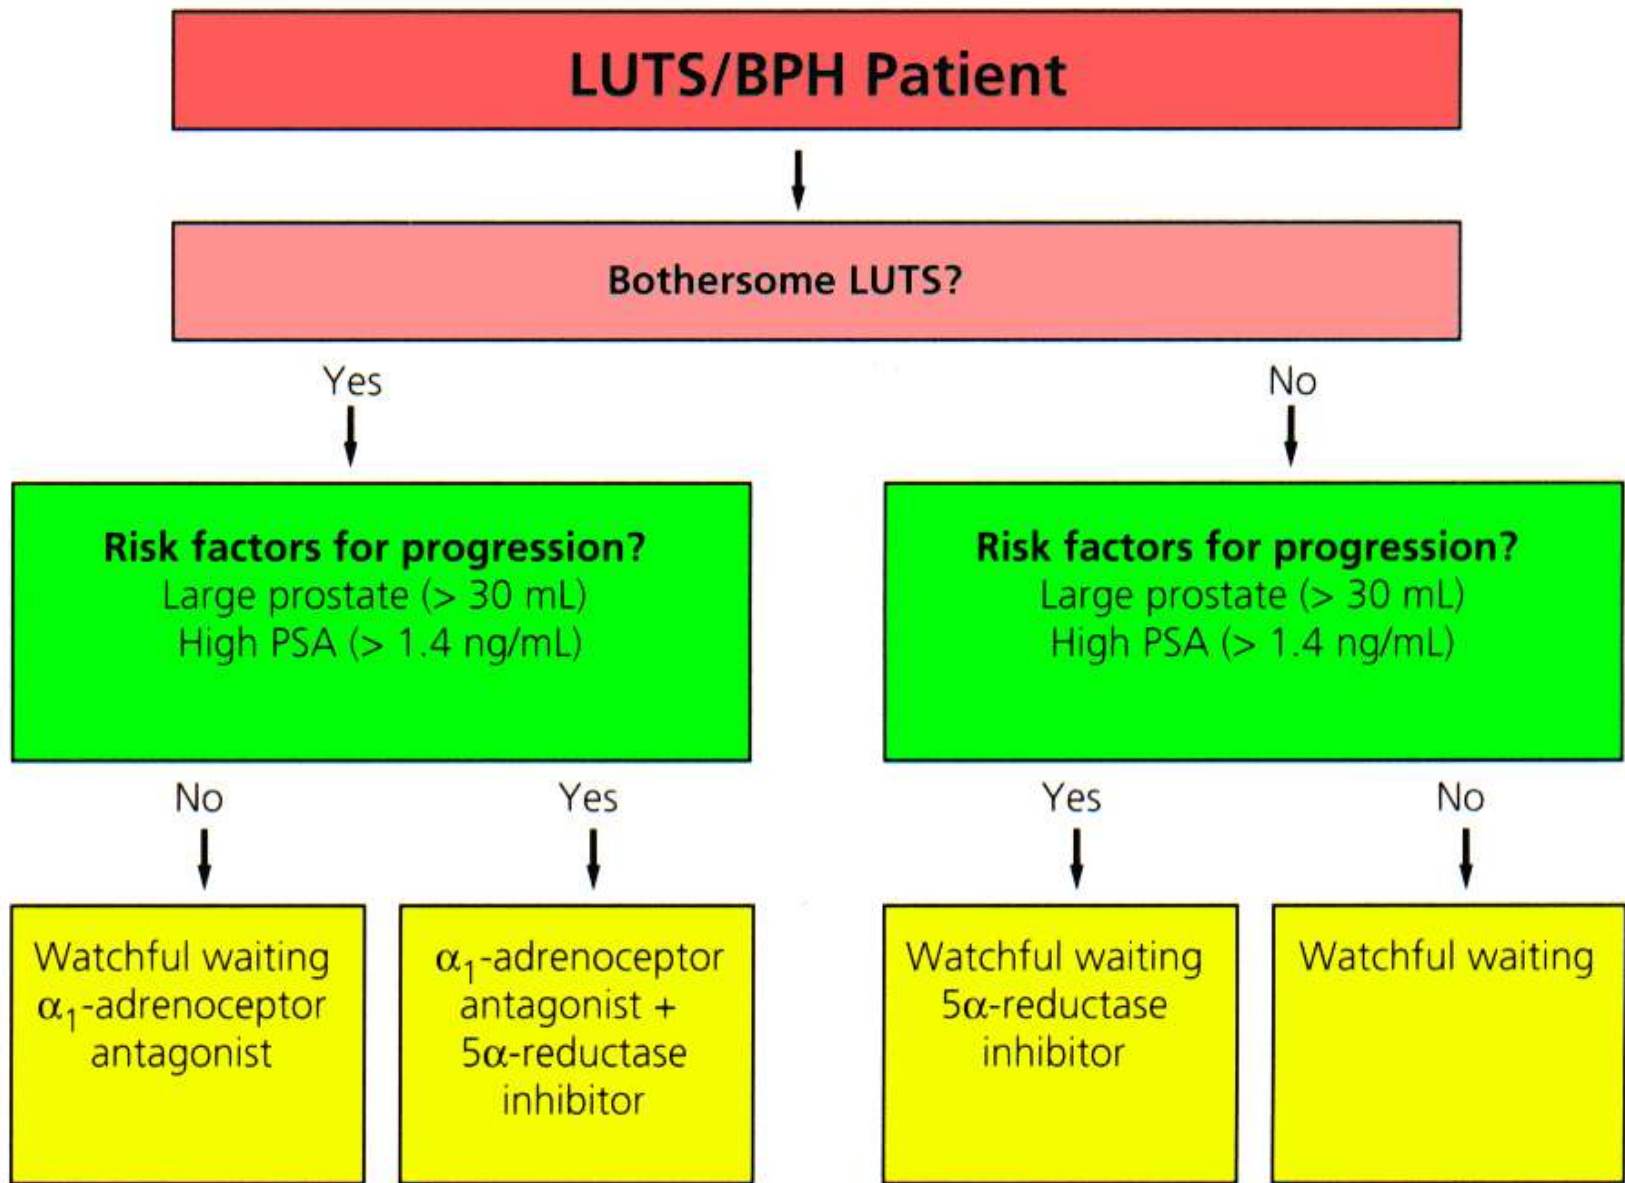 LUTS/BPH Patient
Bothersome LUTS?
Yes
No
Risk factors for progression?
Large prostate (> 30 mL)
High PSA (> 1.4 ng/mL)
Risk factors for progression?
Large prostate (> 30 mL)
High PSA (> 1.4 ng/mL)
No
Yes
Yes
No
Watchful waiting
α₁-adrenoceptor
antagonist
α₁-adrenoceptor
antagonist +
5α-reductase
inhibitor
Watchful waiting
5α-reductase
inhibitor
Watchful waiting